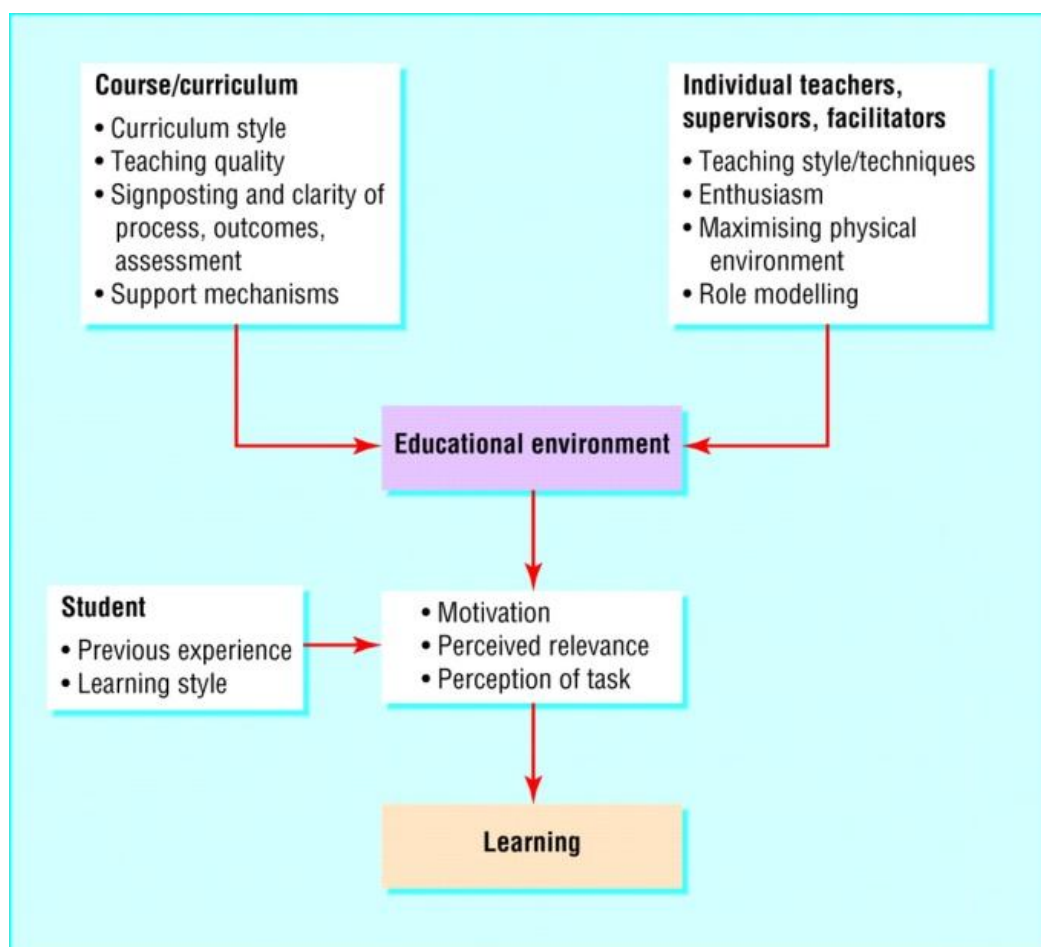 Course/curriculum
• Curriculum style
• Teaching quality
• Signposting and clarity of
process, outcomes,
assessment
• Support mechanisms
Individual teachers,
supervisors, facilitators
• Teaching style/techniques
• Enthusiasm
• Maximising physical
environment
• Role modelling
Educational environment
Student
• Previous experience
• Learning style
• Motivation
• Perceived relevance
• Perception of task
Learning